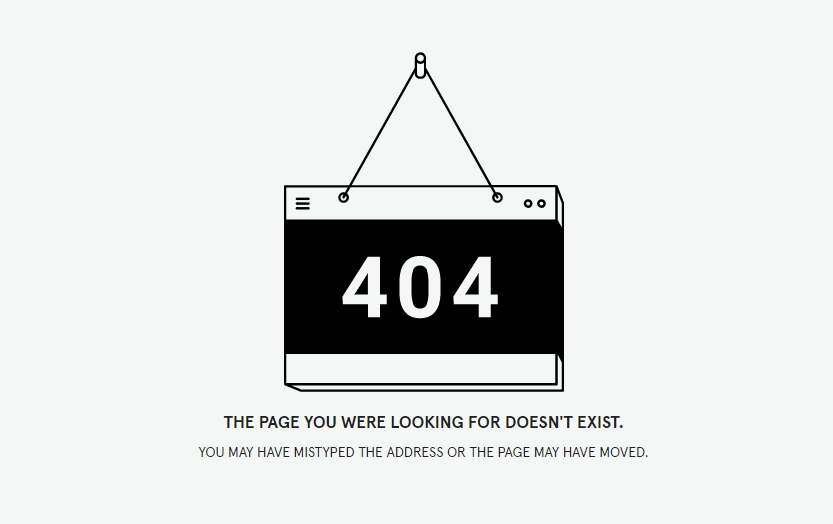 404
THE PAGE YOU WERE LOOKING FOR DOESN'T EXIST.
YOU MAY HAVE MISTYPED THE ADDRESS OR THE PAGE MAY HAVE MOVED.